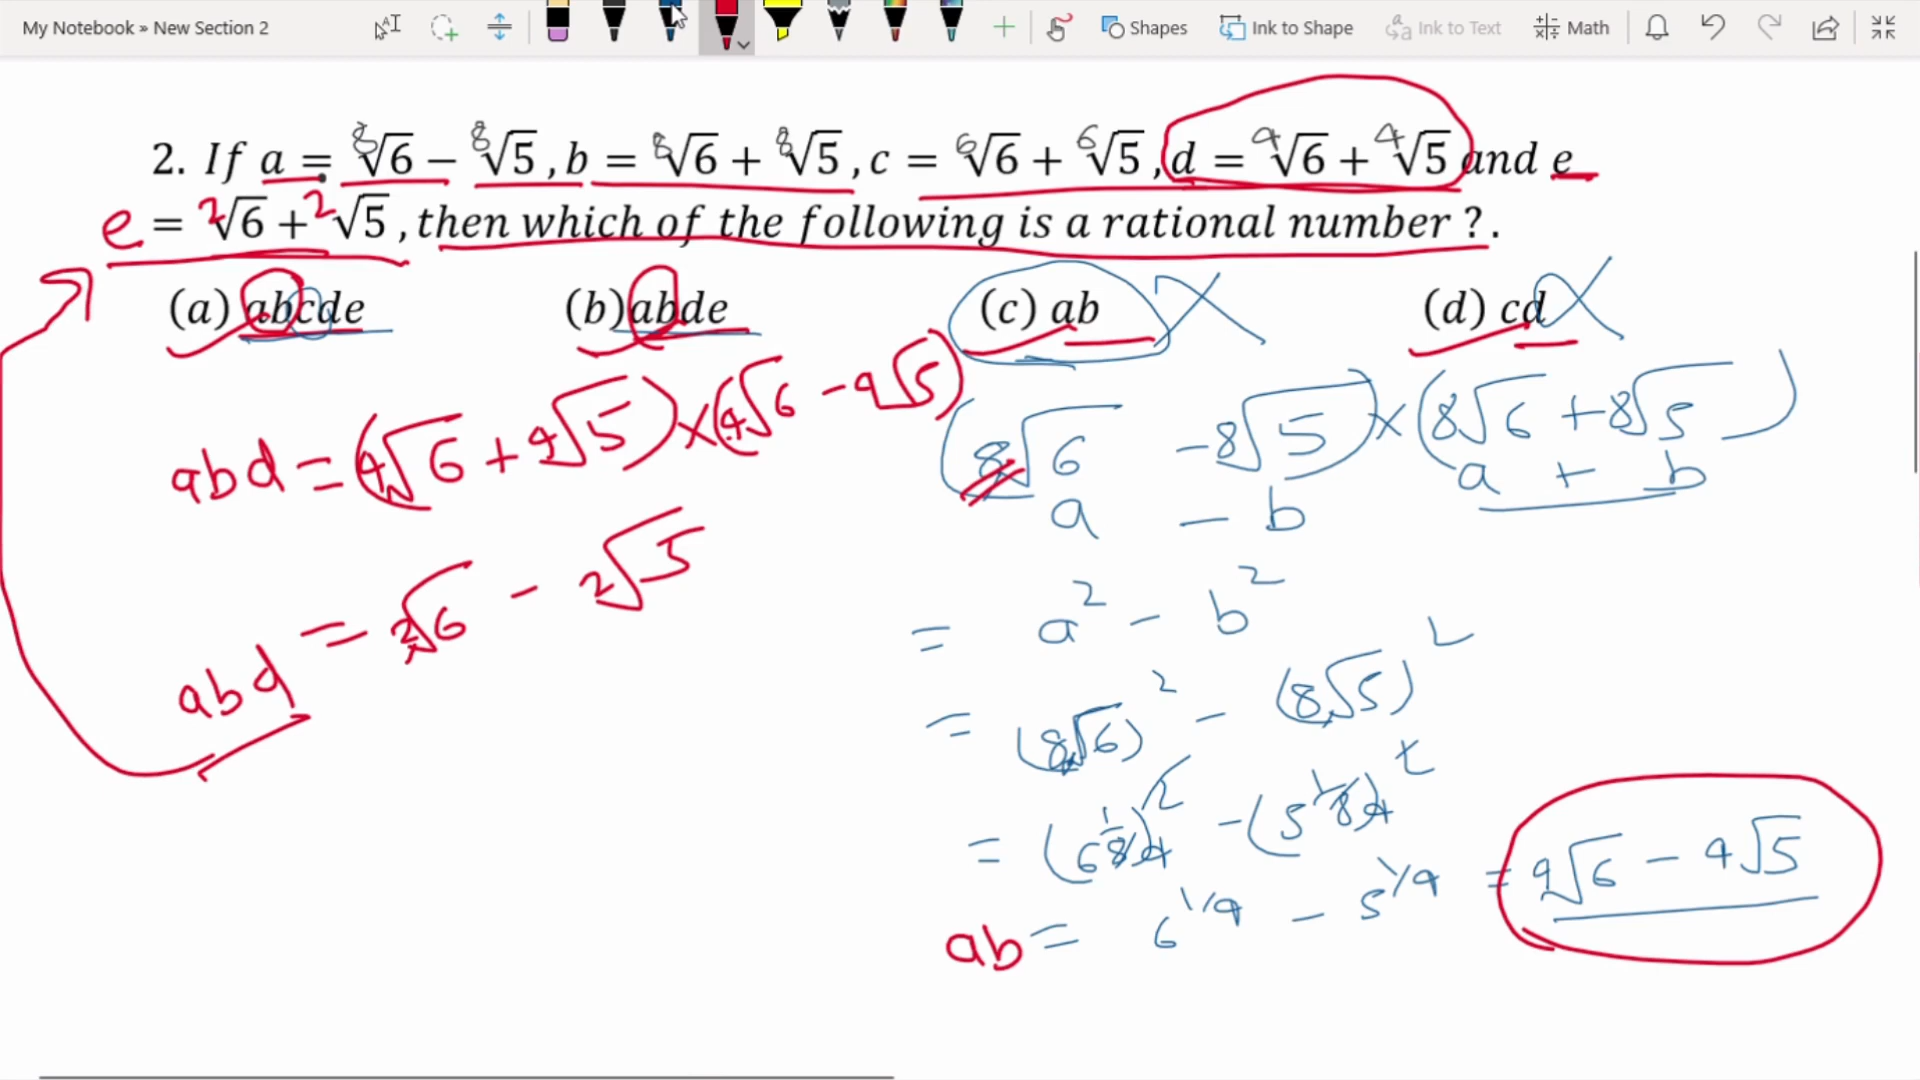 My Notebook » New Section 2
Shapes Ink to Shape Ink to Text Math
2. If a = ⁸√6 − ⁸√5, b = ⁸√6 + ⁸√5, c = ⁶√6 + ⁶√5, d = ⁴√6 + ⁴√5 and e
e = ²√6 + ²√5, then which of the following is a rational number ?.
(a) abcde (b) abde (c) ab (d) cd
abd = (⁴√6 + ⁴√5) × (⁴√6 − ⁴√5)
abd = ²√6 − ²√5
(⁸√6 − ⁸√5) × (⁸√6 + ⁸√5)
a − b a + b
= a² − b²
= (⁸√6)² − (⁸√5)²
= (6^1/8 4)² − (5^1/8 4)²
ab = 6^1/4 − 5^1/4 = ⁴√6 − ⁴√5